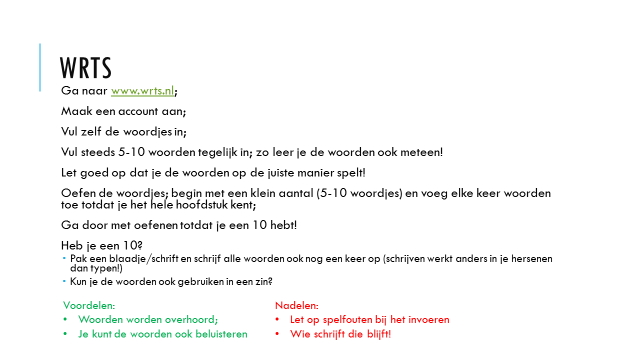 WRTS
Ga naar www.wrts.nl;
Maak een account aan;
Vul zelf de woordjes in;
Vul steeds 5-10 woorden tegelijk in; zo leer je de woorden ook meteen!
Let goed op dat je de woorden op de juiste manier spelt!
Oefen de woordjes; begin met een klein aantal (5-10 woordjes) en voeg elke keer woorden
toe totdat je het hele hoofdstuk kent;
Ga door met oefenen totdat je een 10 hebt!
Heb je een 10?
• Pak een blaadje/schrift en schrijf alle woorden ook nog een keer op (schrijven werkt anders in je hersenen
dan typen!)
• Kun je de woorden ook gebruiken in een zin?
Voordelen:
• Woorden worden overhoord;
• Je kunt de woorden ook beluisteren
Nadelen:
• Let op spelfouten bij het invoeren
• Wie schrijft die blijft!